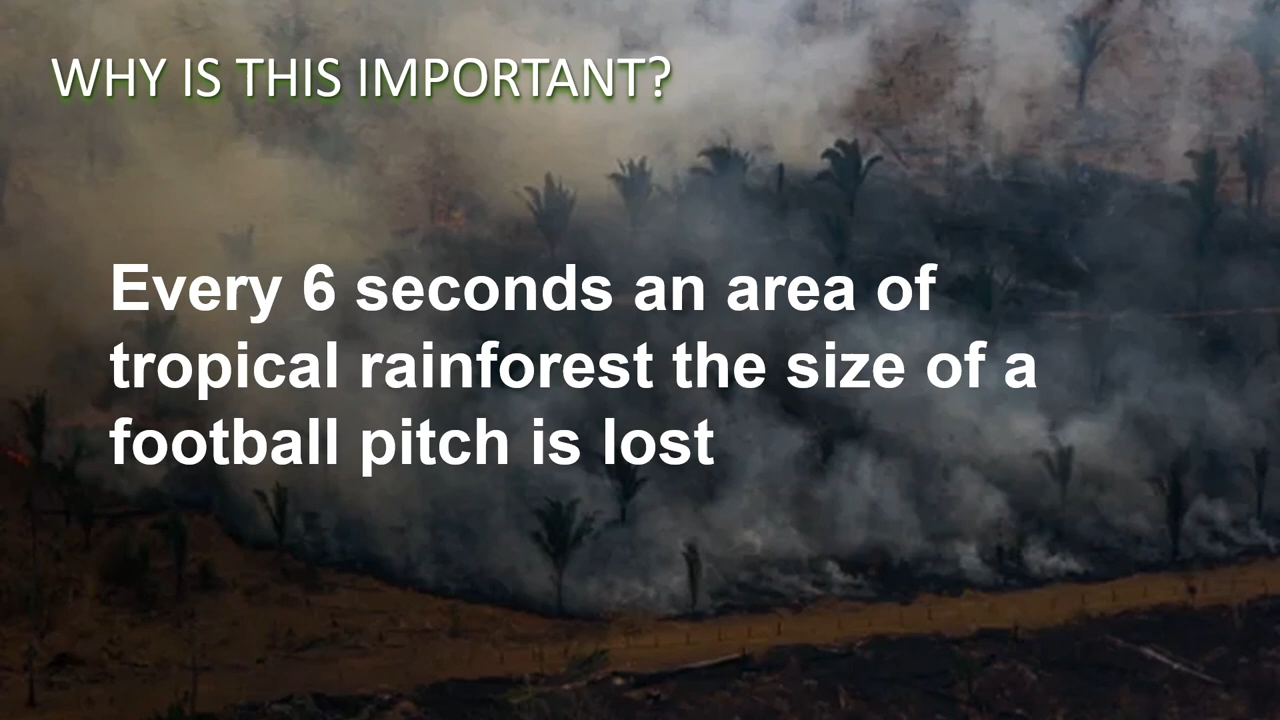 WHY IS THIS IMPORTANT?
Every 6 seconds an area of
tropical rainforest the size of a
football pitch is lost